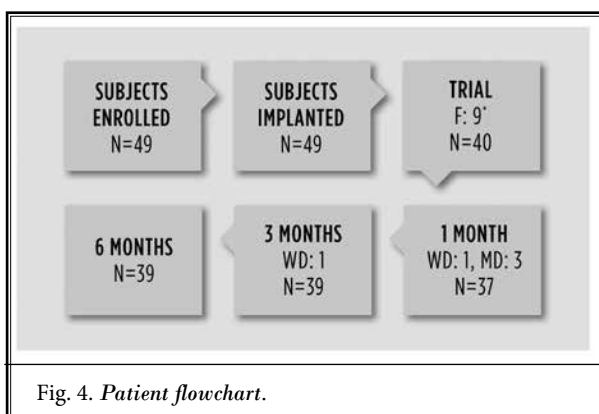 SUBJECTS
ENROLLED
N=49
SUBJECTS
IMPLANTED
N=49
TRIAL
F: 9*
N=40
6 MONTHS
N=39
3 MONTHS
WD: 1
N=39
1 MONTH
WD: 1, MD: 3
N=37
Fig. 4. Patient flowchart.